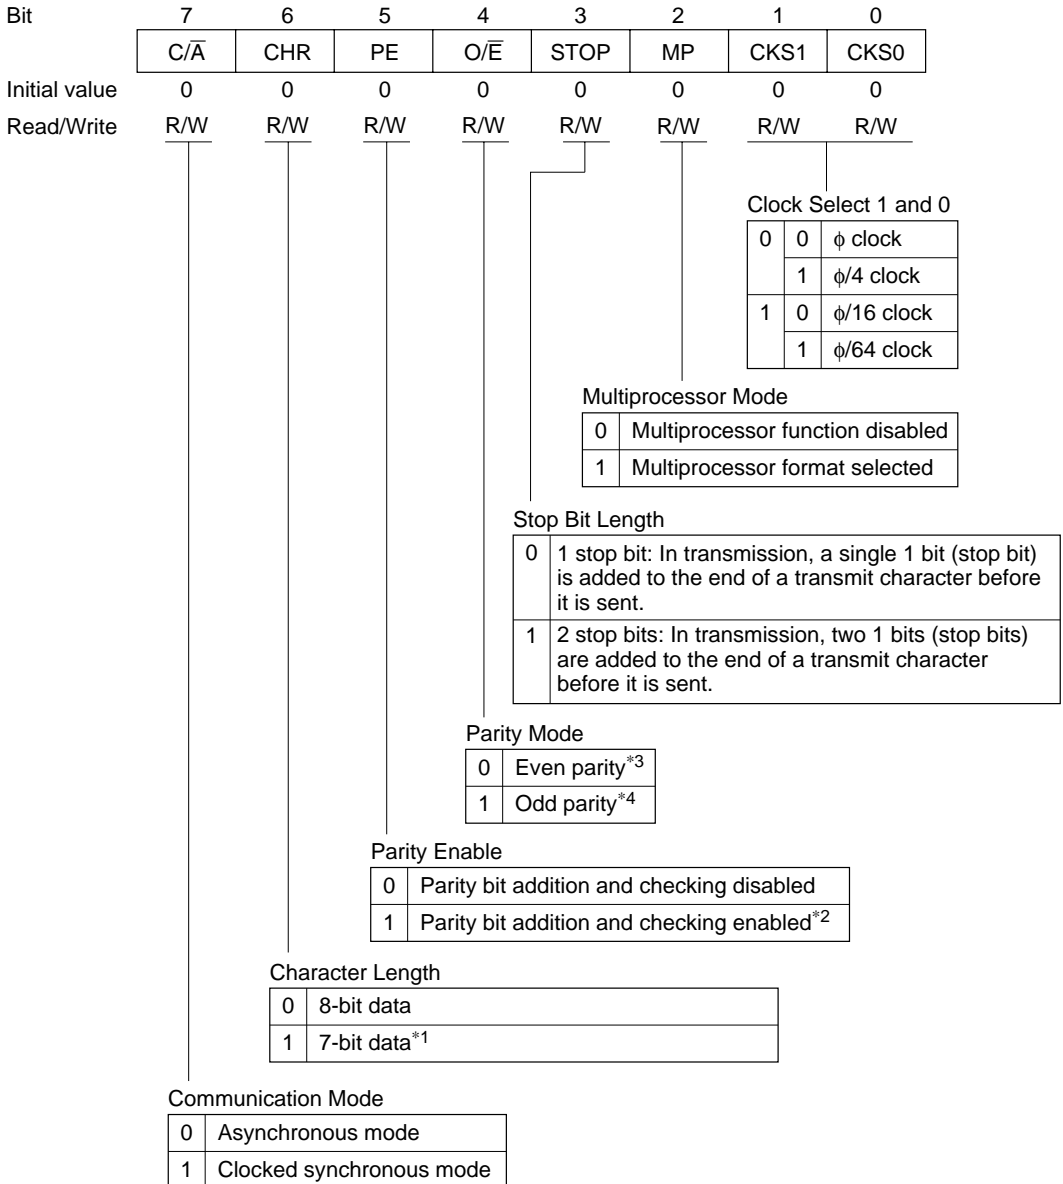 Bit 7 6 5 4 3 2 1 0
C/A̅ CHR PE O/E̅ STOP MP CKS1 CKS0
Initial value 0 0 0 0 0 0 0 0
Read/Write R/W R/W R/W R/W R/W R/W R/W R/W
Clock Select 1 and 0
0 0 ϕ clock
1 ϕ/4 clock
1 0 ϕ/16 clock
1 ϕ/64 clock
Multiprocessor Mode
0 Multiprocessor function disabled
1 Multiprocessor format selected
Stop Bit Length
0 1 stop bit: In transmission, a single 1 bit (stop bit)
is added to the end of a transmit character before
it is sent.
1 2 stop bits: In transmission, two 1 bits (stop bits)
are added to the end of a transmit character
before it is sent.
Parity Mode
0 Even parity*3
1 Odd parity*4
Parity Enable
0 Parity bit addition and checking disabled
1 Parity bit addition and checking enabled*2
Character Length
0 8-bit data
1 7-bit data*1
Communication Mode
0 Asynchronous mode
1 Clocked synchronous mode